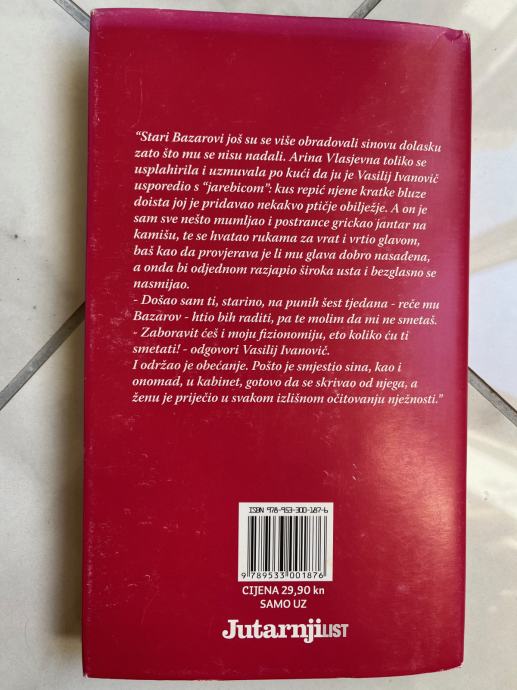 “Stari Bazarovi još su se više obradovali sinovu dolasku
zato što mu se nisu nadali. Arina Vlasjevna toliko se
usplahirila i uzmuvala po kući da ju je Vasilij Ivanovič
usporedio s “jarebicom”: kus repić njene kratke bluze
doista joj je pridavao nekakvo ptičje obilježje. A on je
sam sve nešto mumljao i postrance grickao jantar na
kamišu, te se hvatao rukama za vrat i vrtio glavom,
baš kao da provjerava je li mu glava dobro nasađena,
a onda bi odjednom razjapio široka usta i bezglasno se
nasmijao.
- Došao sam ti, starino, na punih šest tjedana - reče mu
Bazarov - htio bih raditi, pa te molim da mi ne smetaš.
- Zaboravit ćeš i moju fizionomiju, eto koliko ću ti
smetati! - odgovori Vasilij Ivanovič.
I održao je obećanje. Pošto je smjestio sina, kao i
onomad, u kabinet, gotovo da se skrivao od njega, a
ženu je priječio u svakom izlišnom očitovanju nježnosti.”
ISBN 978-953-300-187-6
9 789533 001876
CIJENA 29,90 kn
SAMO UZ
Jutarnji LIST